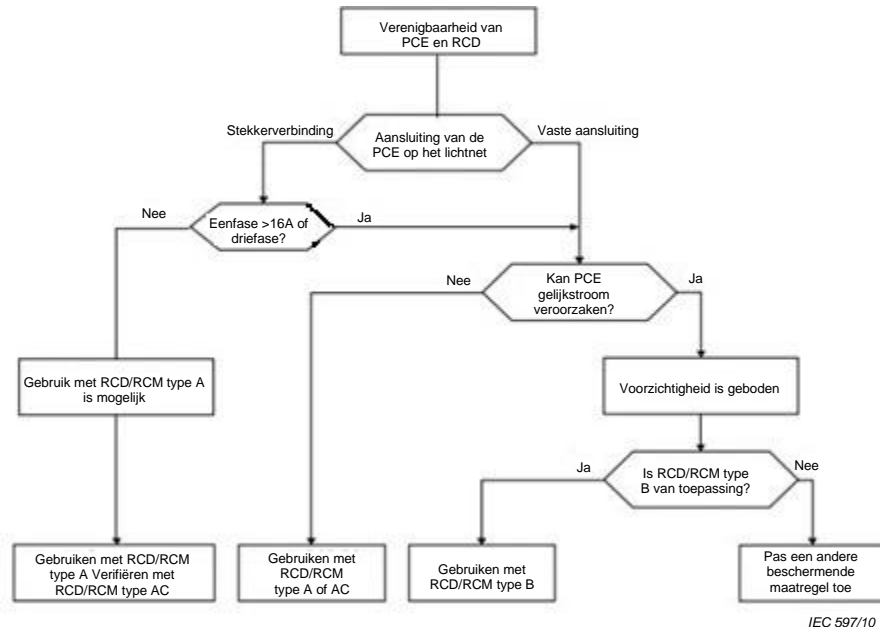 Verenigbaarheid van
PCE en RCD
Stekkerverbinding
Aansluiting van de
PCE op het lichtnet
Vaste aansluiting
Nee
Eenfase >16A of
driefase?
Ja
Nee
Kan PCE
gelijkstroom
veroorzaken?
Ja
Gebruik met RCD/RCM type A
is mogelijk
Voorzichtigheid is geboden
Ja
Is RCD/RCM type
B van toepassing?
Nee
Gebruiken met RCD/RCM
type A Verifiëren met
RCD/RCM type AC
Gebruiken met
RCD/RCM
type A of AC
Gebruiken met
RCD/RCM type B
Pas een andere
beschermende
maatregel toe
IEC 597/10